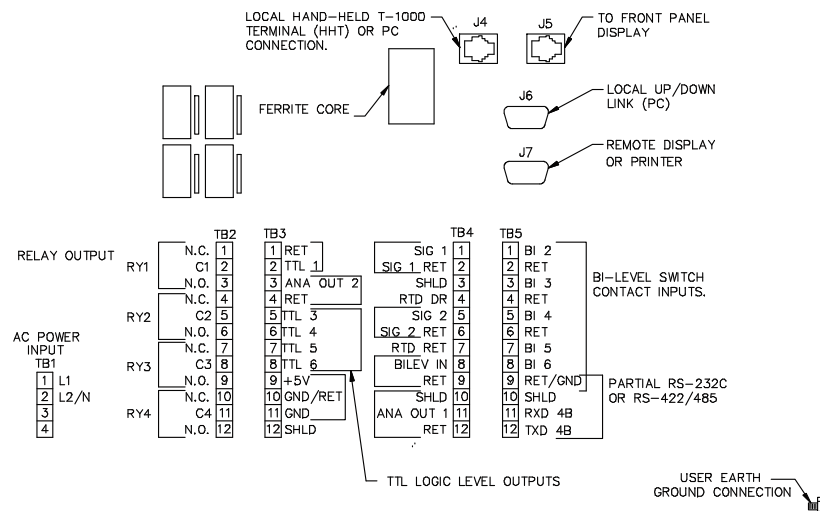 LOCAL HAND-HELD T-1000
TERMINAL (HHT) OR PC
CONNECTION.
J4
J5
TO FRONT PANEL
DISPLAY
FERRITE CORE
J6
LOCAL UP/DOWN
LINK (PC)
J7
REMOTE DISPLAY
OR PRINTER
RELAY OUTPUT
RY1
RY2
RY3
RY4
TB2
N.C. 1
C1 2
N.O. 3
N.C. 4
C2 5
N.O. 6
N.C. 7
C3 8
N.O. 9
N.C. 10
C4 11
N.O. 12
TB3
1 RET
2 TTL 1
3 ANA OUT 2
4 RET
5 TTL 3
6 TTL 4
7 TTL 5
8 TTL 6
9 +5V
10 GND/RET
11 GND
12 SHLD
TTL LOGIC LEVEL OUTPUTS
TB4
SIG 1 1
SIG 1 RET 2
SHLD 3
RTD DR 4
SIG 2 5
SIG 2 RET 6
RTD RET 7
BILEV IN 8
RET 9
SHLD 10
ANA OUT 1 11
RET 12
TB5
1 BI 2
2 RET
3 BI 3
4 RET
5 BI 4
6 RET
7 BI 5
8 BI 6
9 RET/GND
10 SHLD
11 RXD 4B
12 TXD 4B
BI-LEVEL SWITCH
CONTACT INPUTS.
PARTIAL RS-232C
OR RS-422/485
AC POWER
INPUT
TB1
1 L1
2 L2/N
3
4
USER EARTH
GROUND CONNECTION